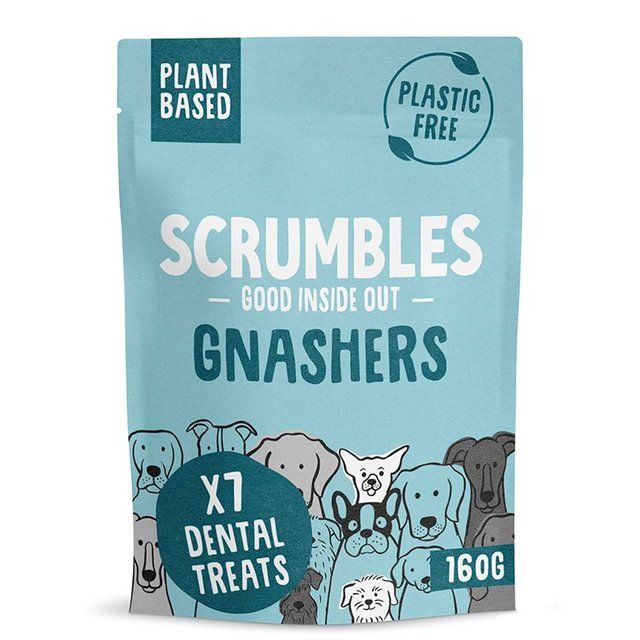 PLANT
BASED
PLASTIC
FREE
SCRUMBLES
— GOOD INSIDE OUT —
GNASHERS
X7
DENTAL
TREATS
160G